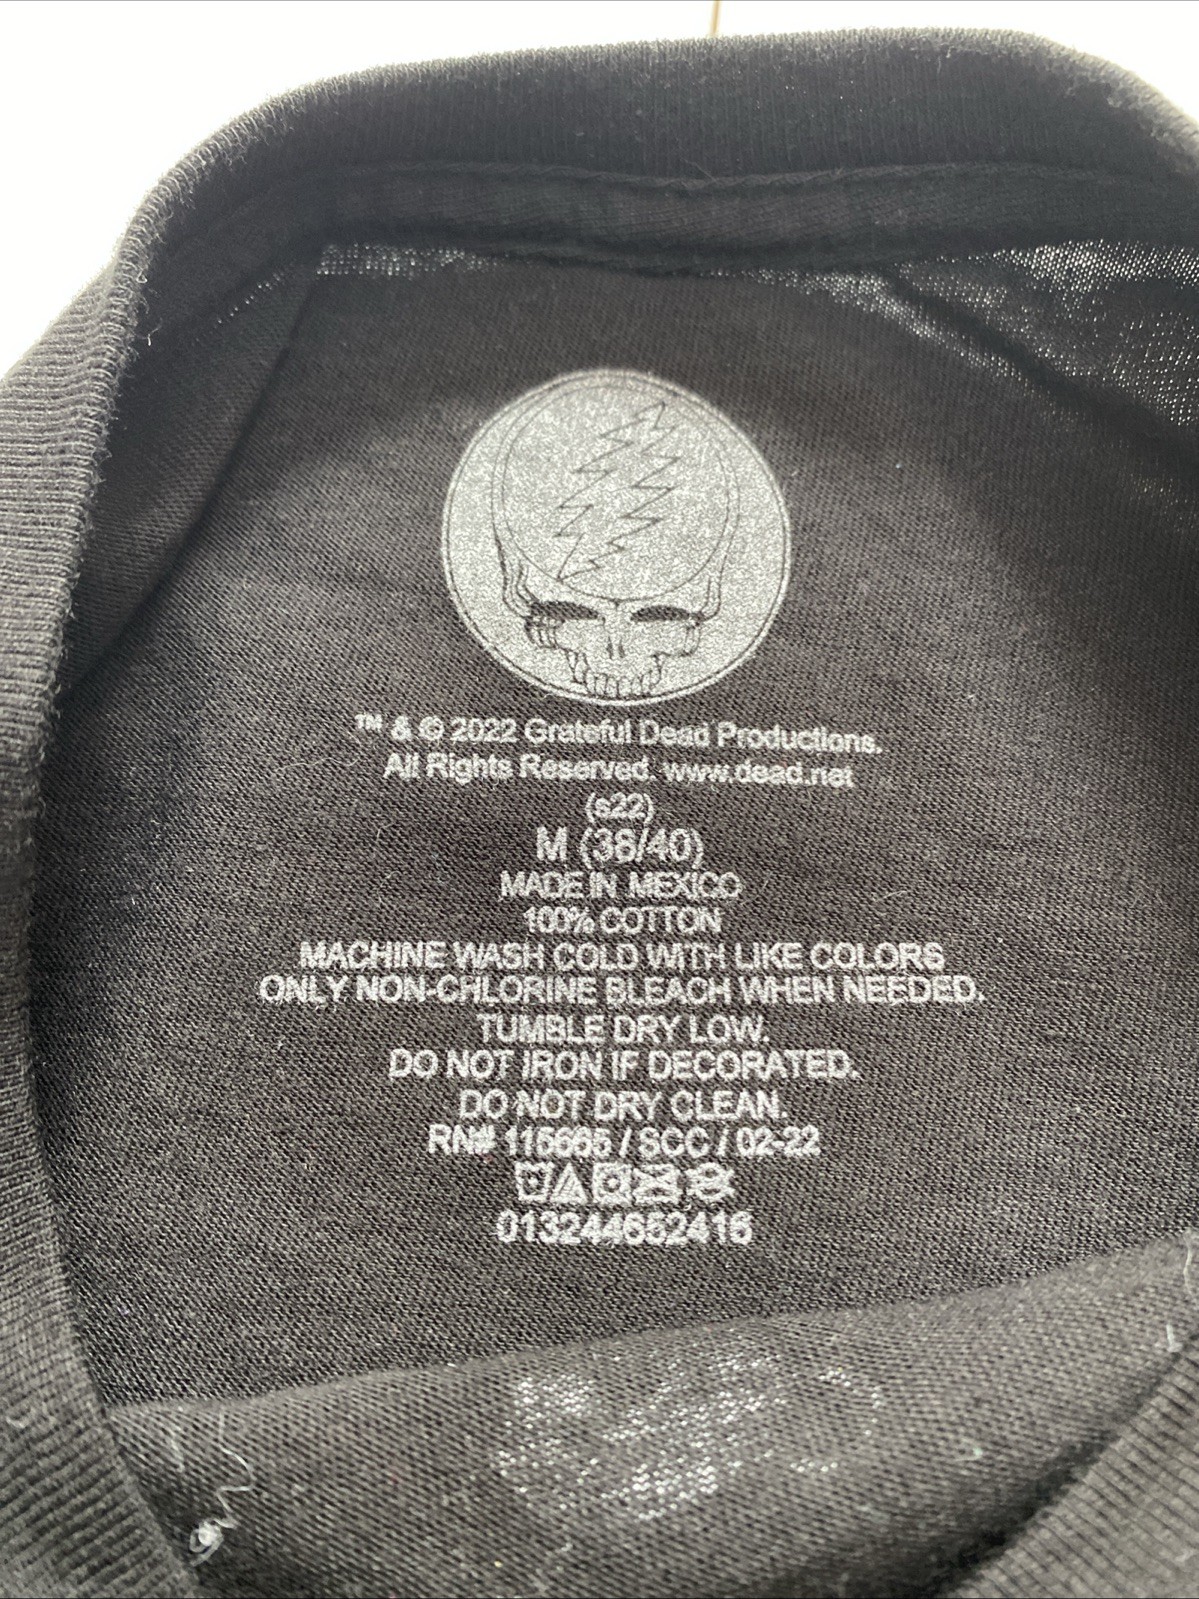 ™ & © 2022 Grateful Dead Productions.
All Rights Reserved. www.dead.net
(s22)
M (38/40)
MADE IN MEXICO
100% COTTON
MACHINE WASH COLD WITH LIKE COLORS
ONLY NON-CHLORINE BLEACH WHEN NEEDED.
TUMBLE DRY LOW.
DO NOT IRON IF DECORATED.
DO NOT DRY CLEAN.
RN# 115665 / SCC / 02-22
013244652416